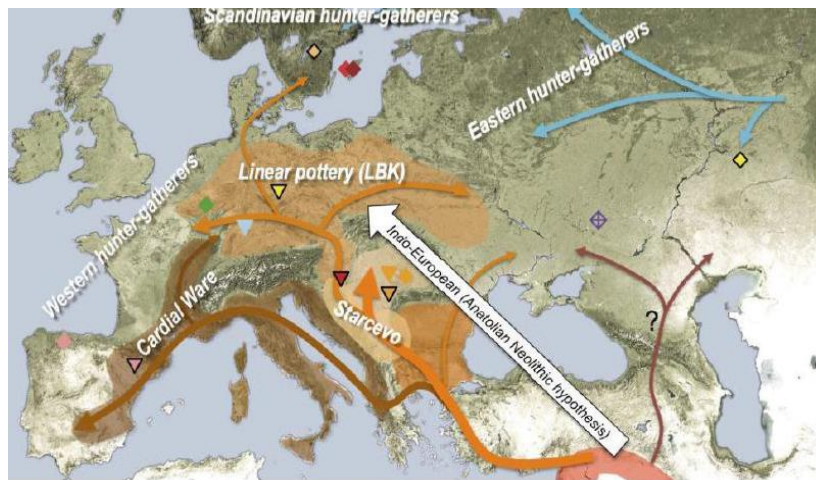 Scandinavian hunter-gatherers
Eastern hunter-gatherers
Linear pottery (LBK)
Western hunter-gatherers
Indo-European (Anatolian Neolithic hypothesis)
Starcevo
Cardial Ware
?